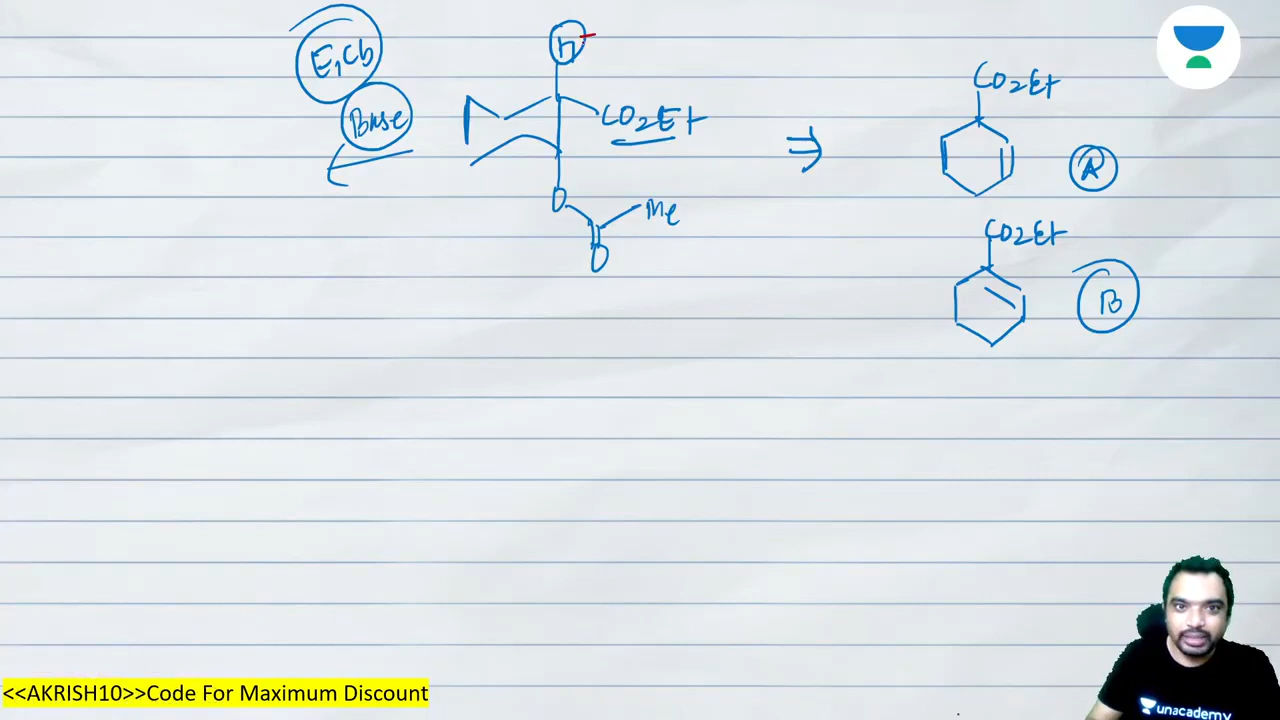 E1cb
Base
H
CO2Et
O
Me
O
⇒
CO2Et
A
CO2Et
B
unacademy
<<AKRISH10>>Code For Maximum Discount